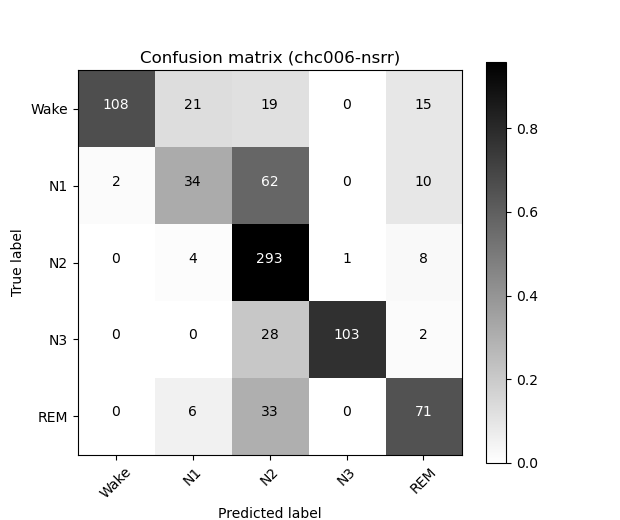 Confusion matrix (chc006-nsrr)
True label
Wake 108 21 19 0 15
N1 2 34 62 0 10
N2 0 4 293 1 8
N3 0 0 28 103 2
REM 0 6 33 0 71
Wake N1 N2 N3 REM
Predicted label
0.8
0.6
0.4
0.2
0.0